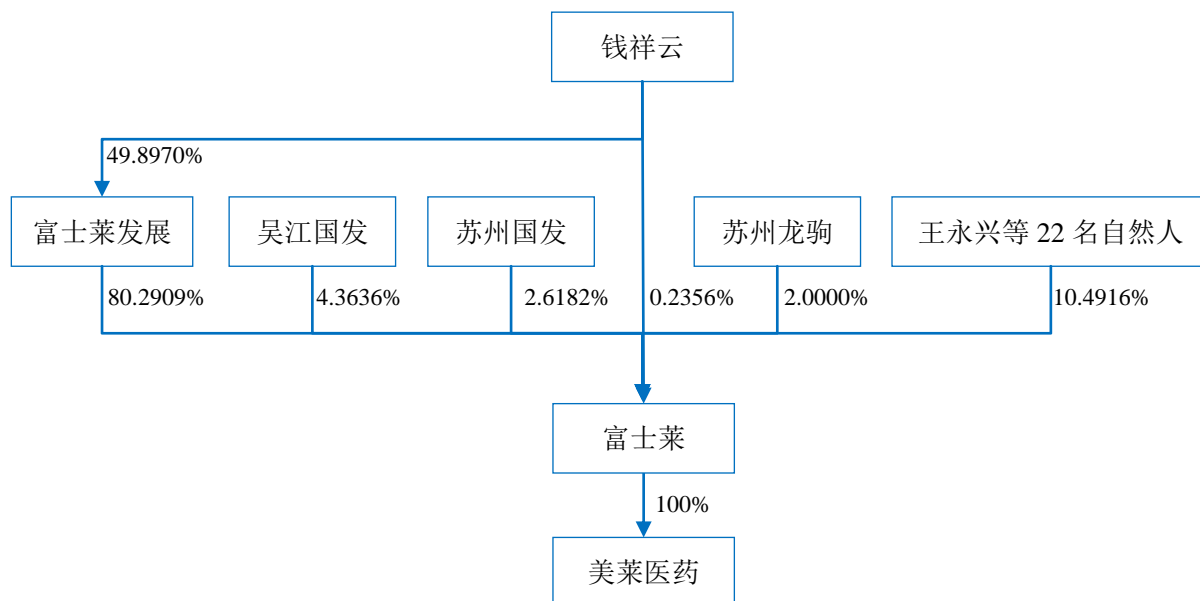 钱祥云
49.8970%
富士莱发展
吴江国发
苏州国发
苏州龙驹
王永兴等 22 名自然人
80.2909%
4.3636%
2.6182%
0.2356%
2.0000%
10.4916%
富士莱
100%
美莱医药